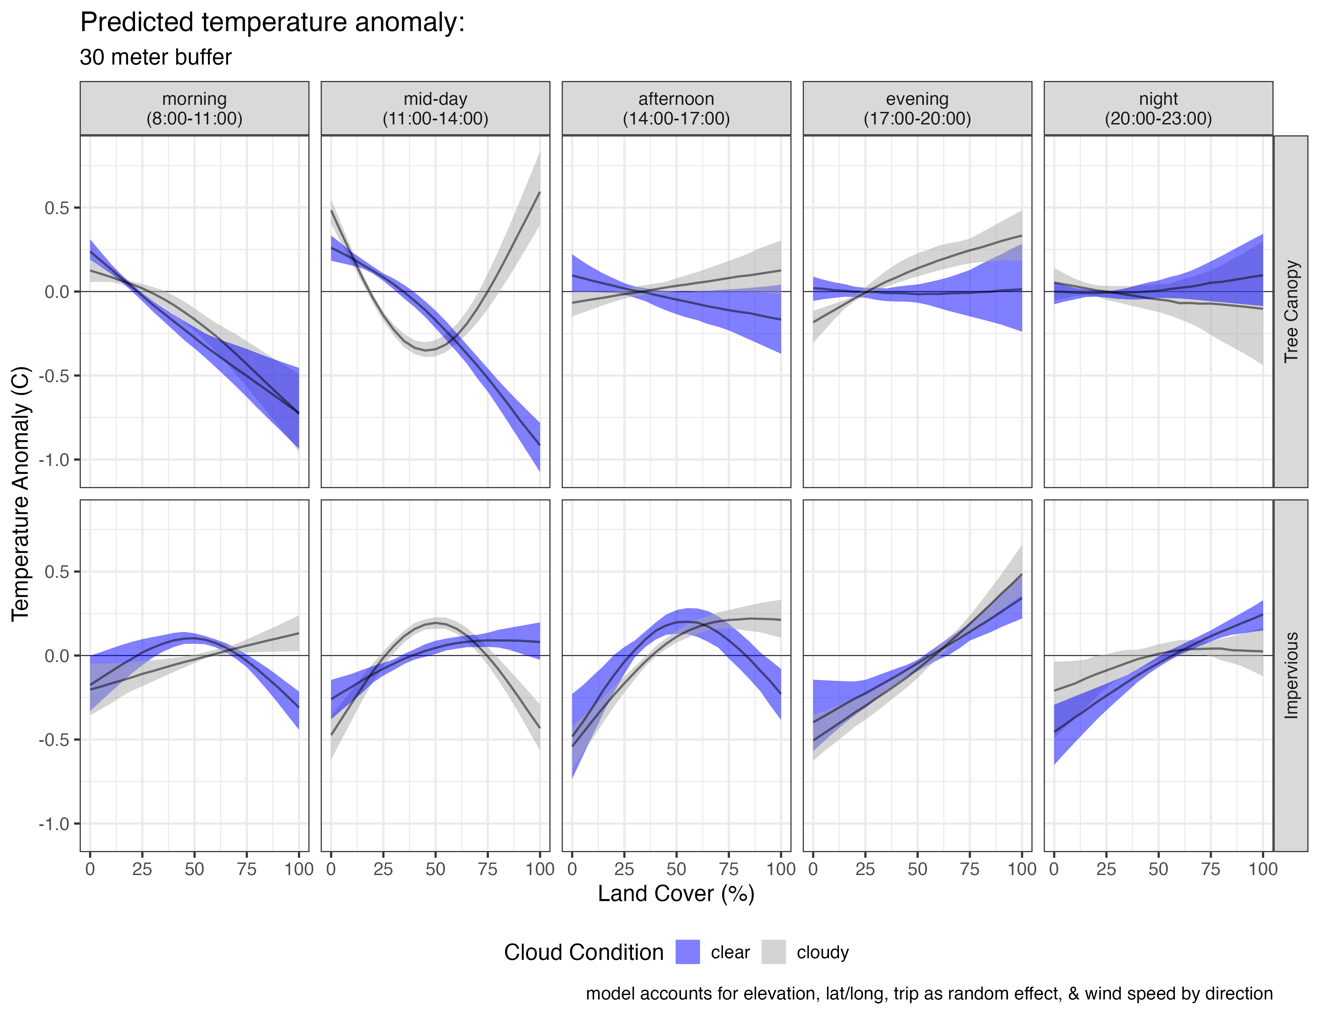 Predicted temperature anomaly:
30 meter buffer
morning
(8:00-11:00)
mid-day
(11:00-14:00)
afternoon
(14:00-17:00)
evening
(17:00-20:00)
night
(20:00-23:00)
Temperature Anomaly (C)
0.5
0.0
-0.5
-1.0
Tree Canopy
0.5
0.0
-0.5
-1.0
Impervious
0 25 50 75 100
0 25 50 75 100
0 25 50 75 100
0 25 50 75 100
0 25 50 75 100
Land Cover (%)
Cloud Condition clear cloudy
model accounts for elevation, lat/long, trip as random effect, & wind speed by direction